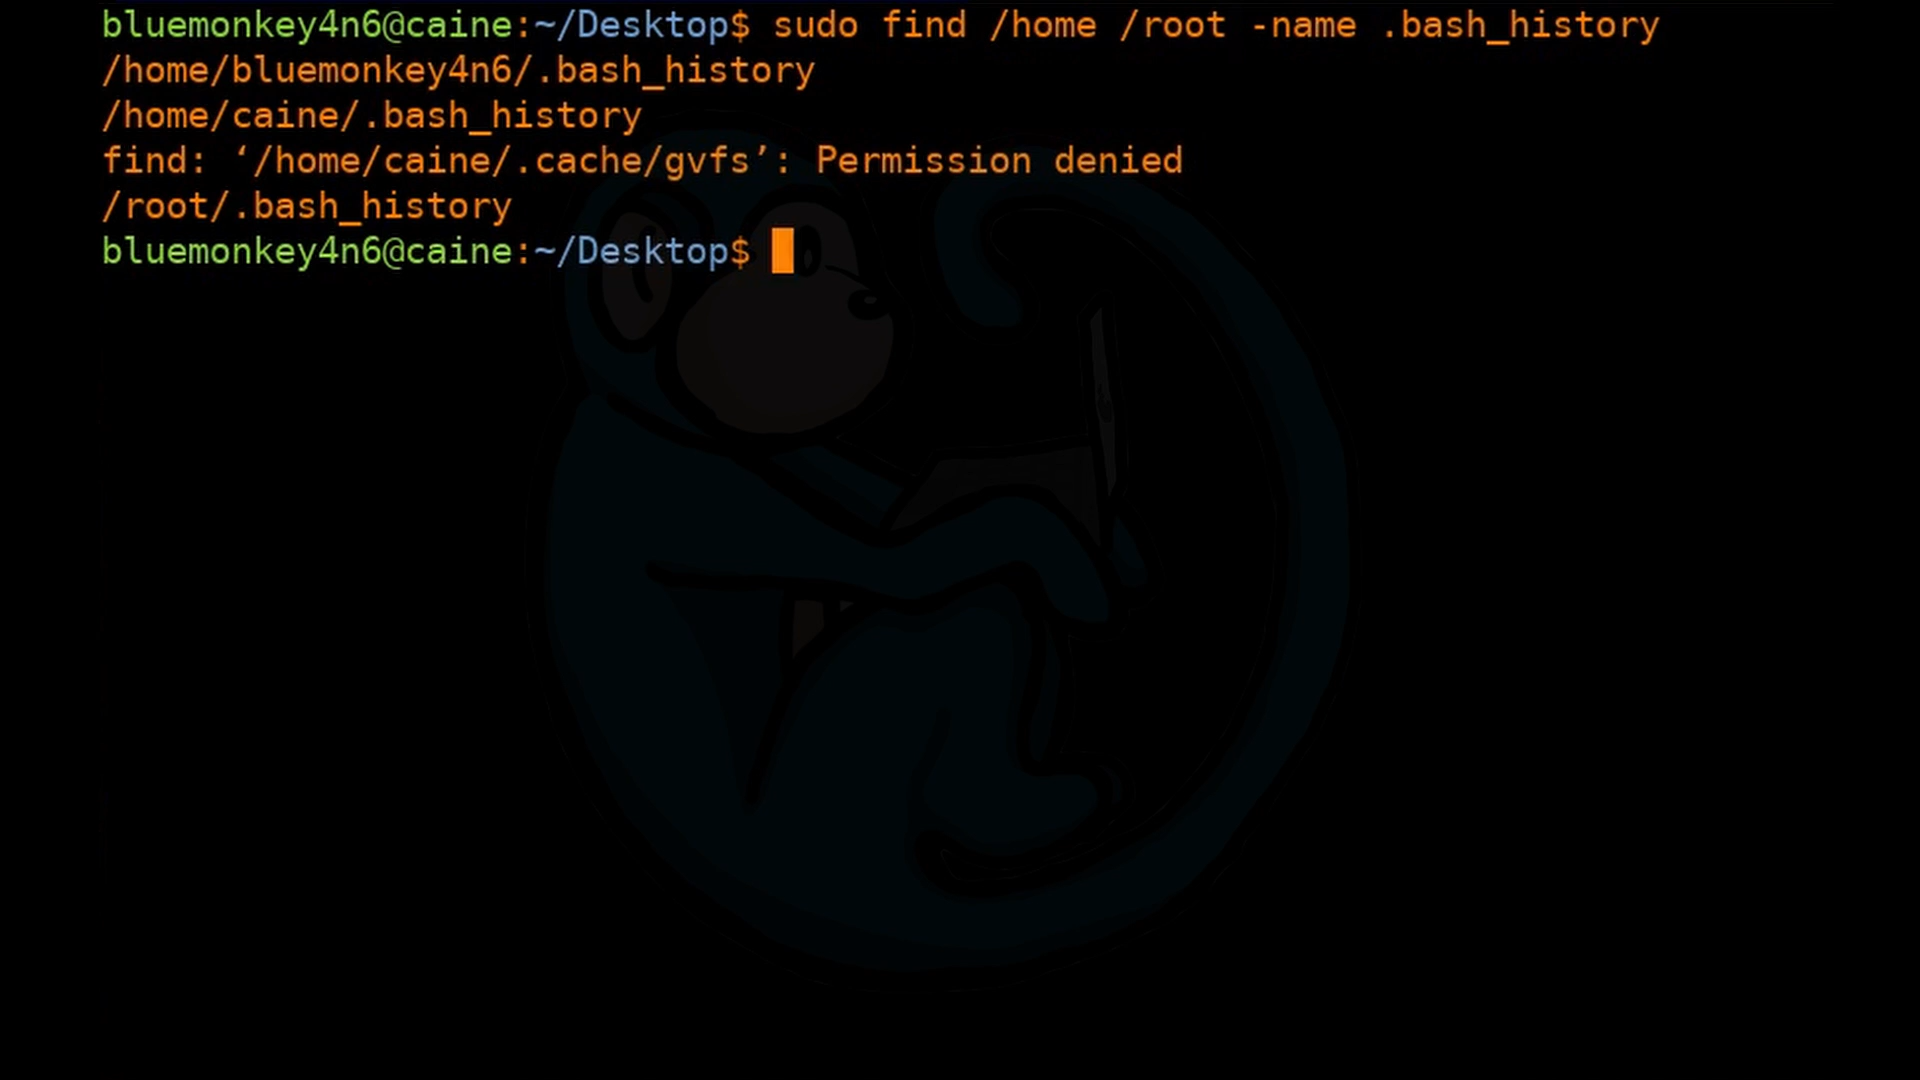 bluemonkey4n6@caine:~/Desktop$ sudo find /home /root -name .bash_history
/home/bluemonkey4n6/.bash_history
/home/caine/.bash_history
find: ‘/home/caine/.cache/gvfs’: Permission denied
/root/.bash_history
bluemonkey4n6@caine:~/Desktop$